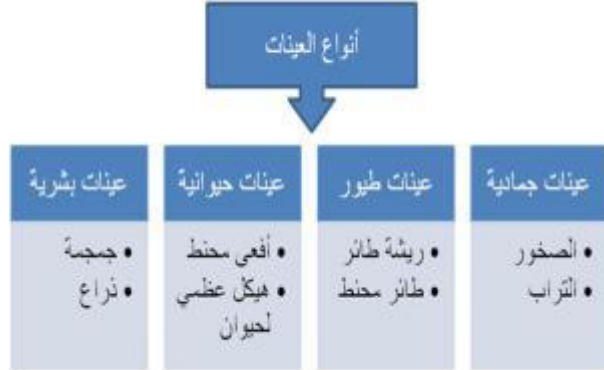 أنواع العينات
عينات جمادية
• الصخور
• التراب
عينات طيور
• ريشة طائر
• طائر محنط
عينات حيوانية
• أفعى محنط
• هيكل عظمي
لحيوان
عينات بشرية
• جمجمة
• ذراع